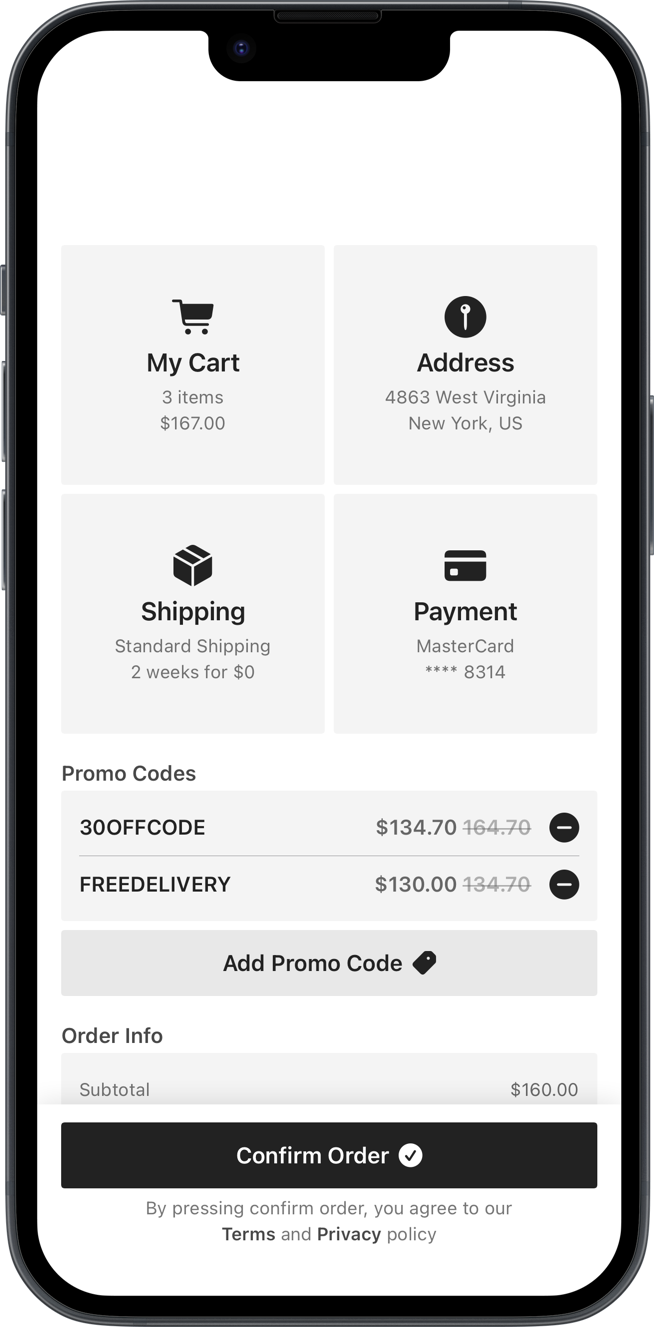 My Cart
3 items
$167.00
Address
4863 West Virginia
New York, US
Shipping
Standard Shipping
2 weeks for $0
Payment
MasterCard
**** 8314
Promo Codes
30OFFCODE $134.70 164.70
FREEDELIVERY $130.00 134.70
Add Promo Code
Order Info
Subtotal $160.00
Confirm Order
By pressing confirm order, you agree to our
Terms and Privacy policy